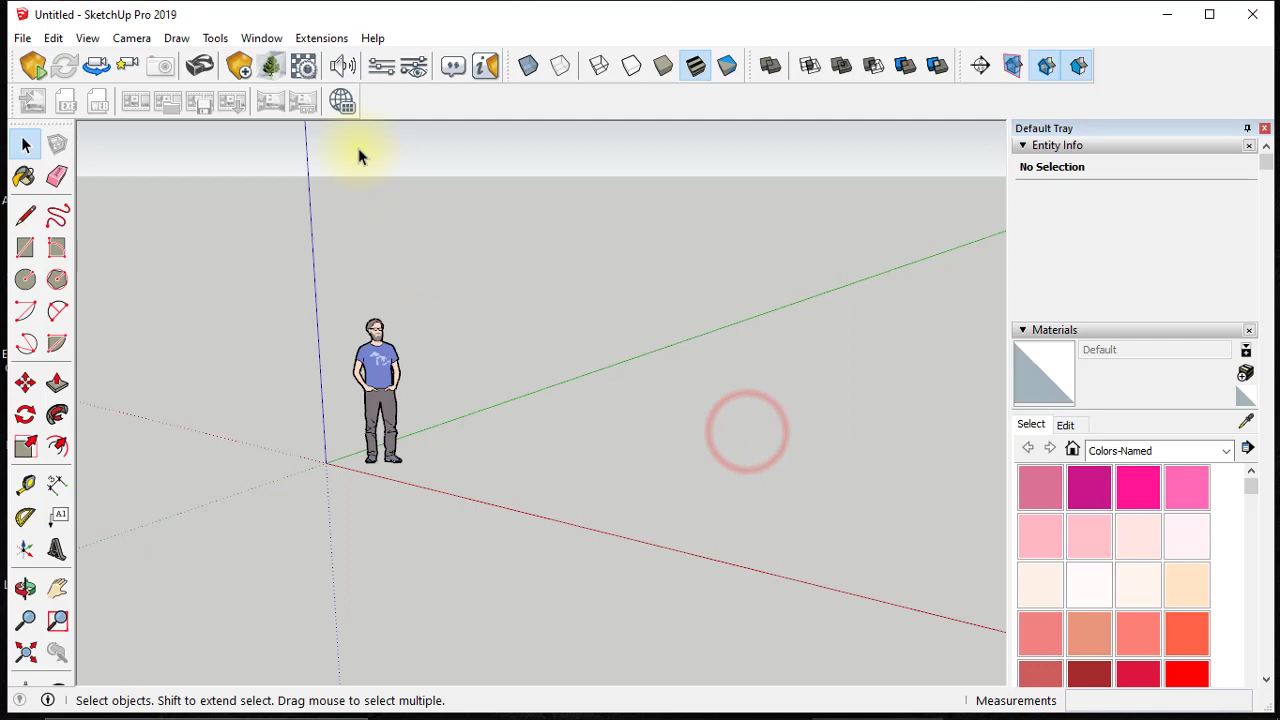 Untitled - SketchUp Pro 2019
File Edit View Camera Draw Tools Window Extensions Help
Default Tray
Entity Info
No Selection
Materials
Default
Select Edit
Colors-Named
A1
Select objects. Shift to extend select. Drag mouse to select multiple.
Measurements